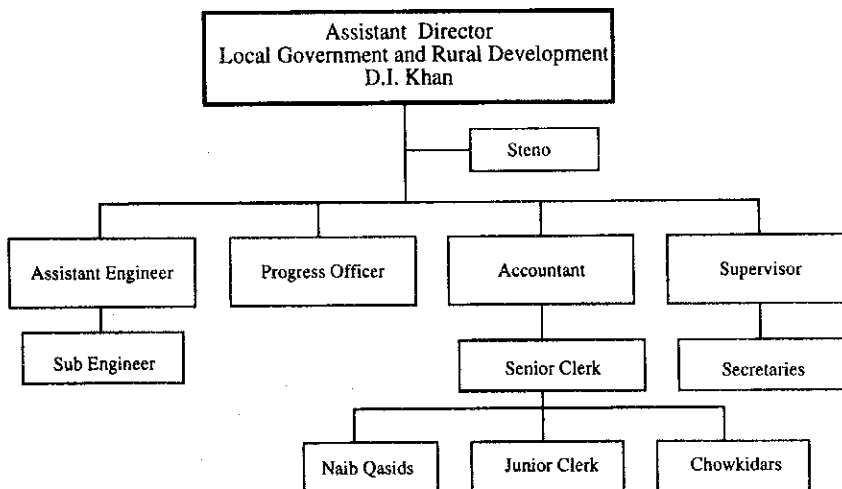 Assistant Director
Local Government and Rural Development
D.I. Khan
Steno
Assistant Engineer
Progress Officer
Accountant
Supervisor
Sub Engineer
Senior Clerk
Secretaries
Naib Qasids
Junior Clerk
Chowkidars